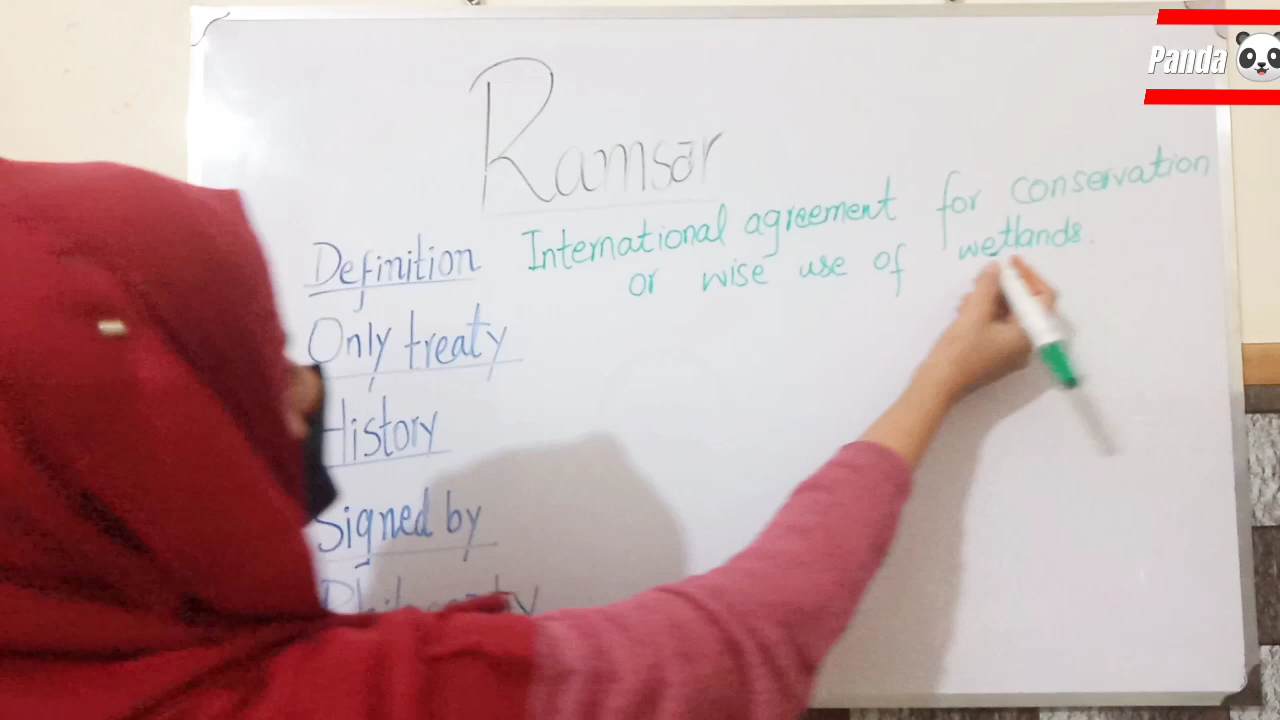 Panda
Ramsar
Definition International agreement for conservation
or wise use of wetlands.
Only treaty
History
Signed by